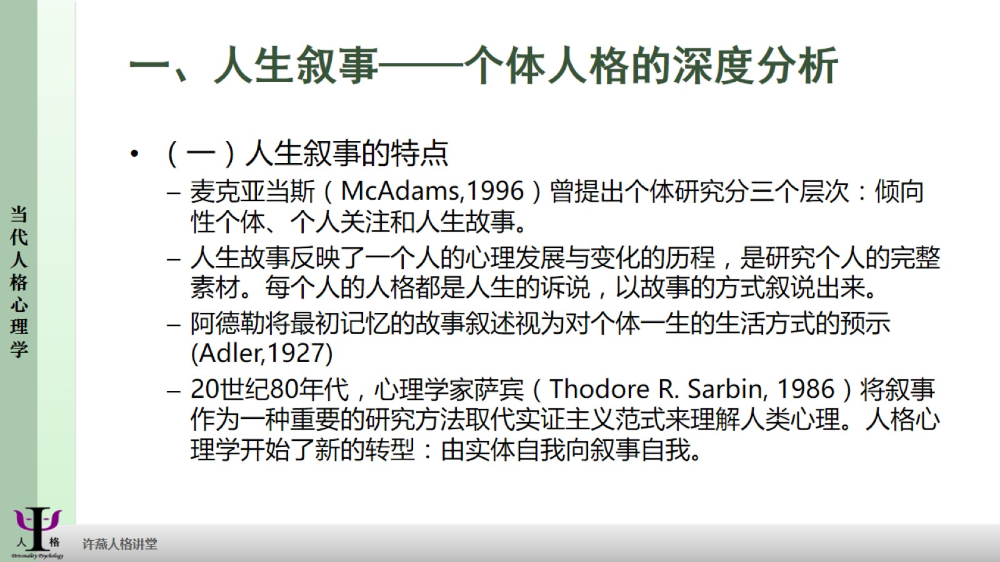 一、人生叙事——个体人格的深度分析
• （一）人生叙事的特点
– 麦克亚当斯（McAdams,1996）曾提出个体研究分三个层次：倾向
性个体、个人关注和人生故事。
– 人生故事反映了一个人的心理发展与变化的历程，是研究个人的完整
素材。每个人的人格都是人生的诉说，以故事的方式叙说出来。
– 阿德勒将最初记忆的故事叙述视为对个体一生的生活方式的预示
(Adler,1927)
– 20世纪80年代，心理学家萨宾（Thodore R. Sarbin, 1986）将叙事
作为一种重要的研究方法取代实证主义范式来理解人类心理。人格心
理学开始了新的转型：由实体自我向叙事自我。
当代人格心理学
人 格
Personality Psychology
许燕人格讲堂